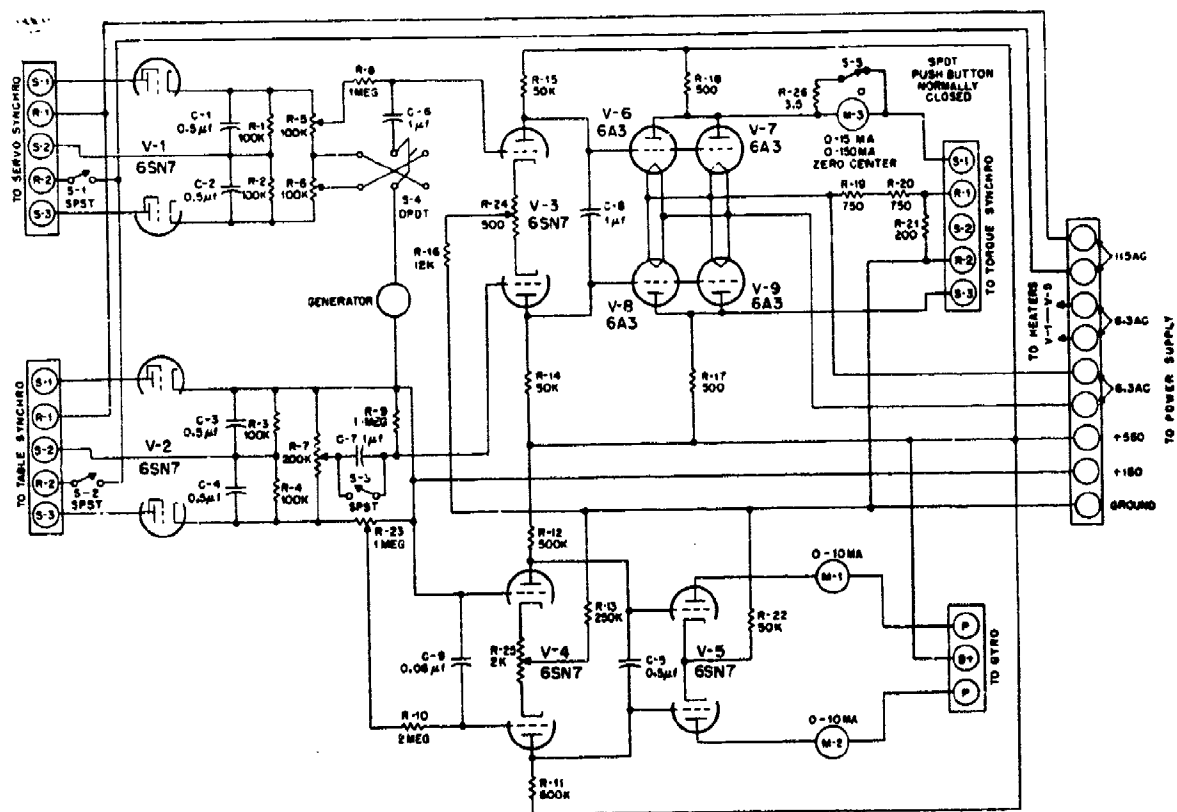 TO SERVO SYNCHRO
S-1
R-1
S-2
R-2
S-3
S-1
SPST
C-1
0.5μf
C-2
0.5μf
V-1
6SN7
R-1
100K
R-2
100K
R-5
100K
R-6
100K
R-8
1MEG
C-6
1μf
S-4
DPDT
GENERATOR
R-15
50K
R-24
500
V-3
6SN7
R-16
12K
R-14
50K
C-8
1μf
V-6
6A3
R-18
500
V-7
6A3
V-8
6A3
V-9
6A3
R-17
500
R-26
3.5
S-5
SPDT
PUSH BUTTON
NORMALLY
CLOSED
M-3
0-15 MA
0-150MA
ZERO CENTER
R-19
750
R-20
750
R-21
200
S-1
R-1
S-2
R-2
S-3
TO TORQUE SYNCHRO
TO HEATERS
V-1—V-5
115AC
6.3AC
6.3AC
+180
GROUND
TO POWER SUPPLY
TO TABLE SYNCHRO
S-1
R-1
S-2
R-2
S-3
S-2
SPST
C-3
0.5μf
C-4
0.5μf
V-2
6SN7
R-3
100K
R-4
100K
R-7
200K
R-9
1MEG
C-7 1μf
SPST
R-23
1MEG
R-12
500K
R-13
250K
R-25
2K
V-4
6SN7
C-9
R-10
2MEG
R-11
C-5
0.5μf
V-5
6SN7
R-22
50K
0-10MA
M-1
0-10MA
M-2
P
B+
P
TO GYRO